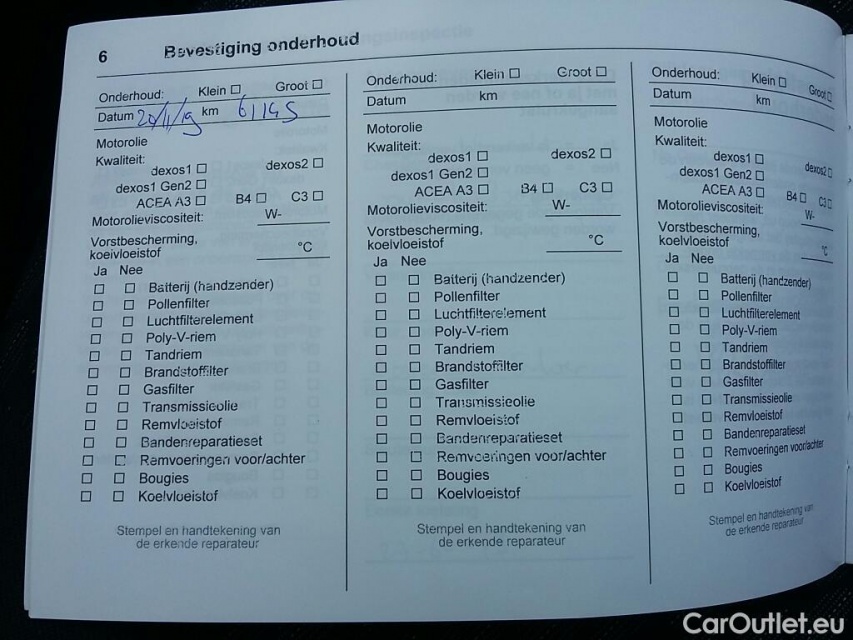 6 Bevestiging onderhoud
Onderhoud: Klein ☐ Groot ☐
Datum 20/11/19 km 61145
Motorolie
Kwaliteit:
dexos1 ☐ dexos2 ☐
dexos1 Gen2 ☐
ACEA A3 ☐ B4 ☐ C3 ☐
Motorolieviscositeit: W-
Vorstbescherming,
koelvloeistof °C
Ja Nee
☐ ☐ Batterij (handzender)
☐ ☐ Pollenfilter
☐ ☐ Luchtfilterelement
☐ ☐ Poly-V-riem
☐ ☐ Tandriem
☐ ☐ Brandstoffilter
☐ ☐ Gasfilter
☐ ☐ Transmissieolie
☐ ☐ Remvloeistof
☐ ☐ Bandenreparatieset
☐ ☐ Remvoeringen voor/achter
☐ ☐ Bougies
☐ ☐ Koelvloeistof
Stempel en handtekening van
de erkende reparateur
Onderhoud: Klein ☐ Groot ☐
Datum km
Motorolie
Kwaliteit:
dexos1 ☐ dexos2 ☐
dexos1 Gen2 ☐
ACEA A3 ☐ B4 ☐ C3 ☐
Motorolieviscositeit: W-
Vorstbescherming,
koelvloeistof °C
Ja Nee
☐ ☐ Batterij (handzender)
☐ ☐ Pollenfilter
☐ ☐ Luchtfilterelement
☐ ☐ Poly-V-riem
☐ ☐ Tandriem
☐ ☐ Brandstoffilter
☐ ☐ Gasfilter
☐ ☐ Transmissieolie
☐ ☐ Remvloeistof
☐ ☐ Bandenreparatieset
☐ ☐ Remvoeringen voor/achter
☐ ☐ Bougies
☐ ☐ Koelvloeistof
Stempel en handtekening van
de erkende reparateur
Onderhoud: Klein ☐ Groot ☐
Datum km
Motorolie
Kwaliteit:
dexos1 ☐ dexos2 ☐
dexos1 Gen2 ☐
ACEA A3 ☐ B4 ☐ C3 ☐
Motorolieviscositeit: W-
Vorstbescherming,
koelvloeistof °C
Ja Nee
☐ ☐ Batterij (handzender)
☐ ☐ Pollenfilter
☐ ☐ Luchtfilterelement
☐ ☐ Poly-V-riem
☐ ☐ Tandriem
☐ ☐ Brandstoffilter
☐ ☐ Gasfilter
☐ ☐ Transmissieolie
☐ ☐ Remvloeistof
☐ ☐ Bandenreparatieset
☐ ☐ Remvoeringen voor/achter
☐ ☐ Bougies
☐ ☐ Koelvloeistof
Stempel en handtekening van
de erkende reparateur
CarOutlet.eu